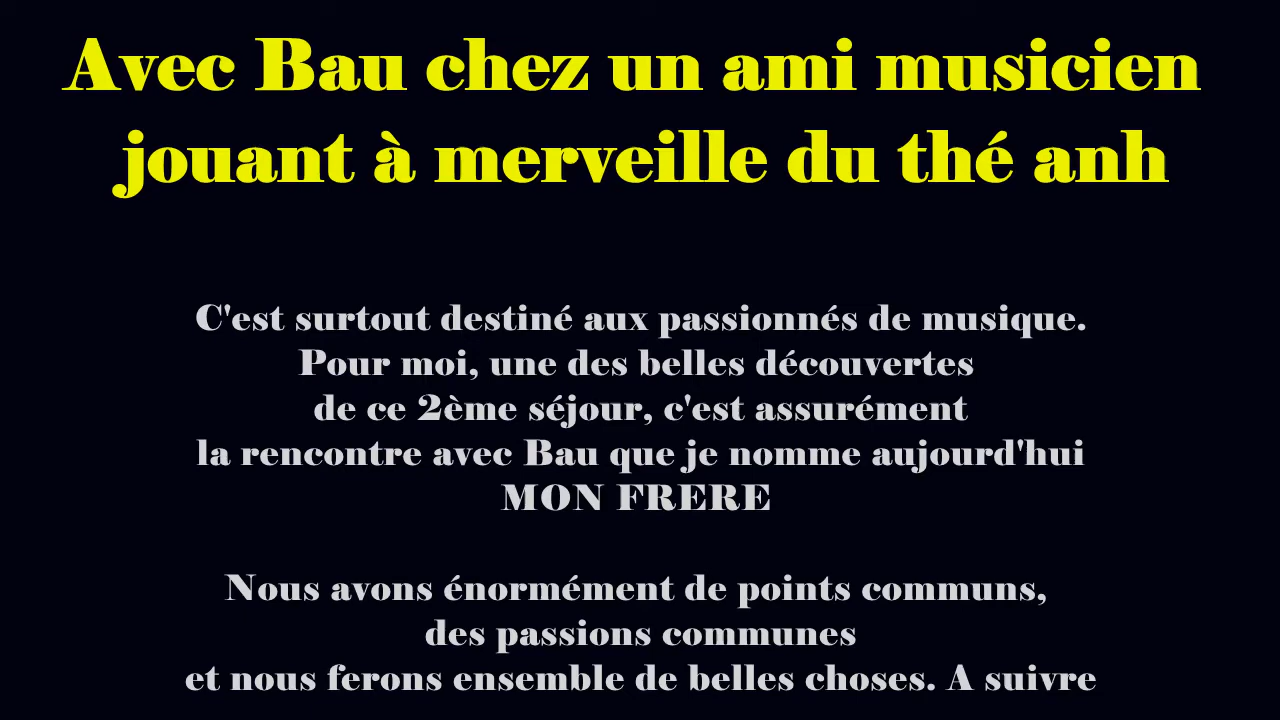 Avec Bau chez un ami musicien
jouant à merveille du thé anh
C'est surtout destiné aux passionnés de musique.
Pour moi, une des belles découvertes
de ce 2ème séjour, c'est assurément
la rencontre avec Bau que je nomme aujourd'hui
MON FRERE
Nous avons énormément de points communs,
des passions communes
et nous ferons ensemble de belles choses. A suivre